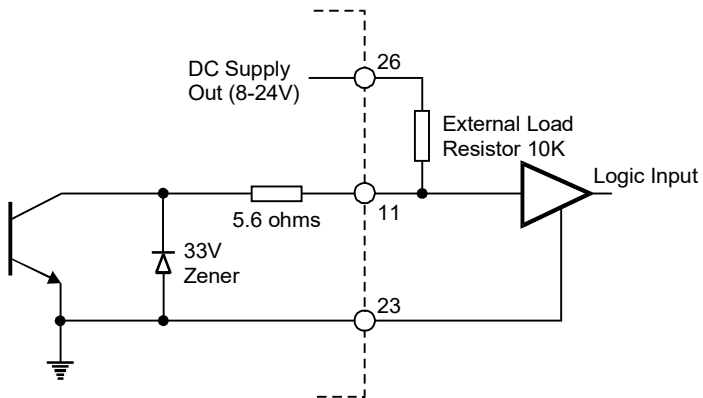 26
DC Supply
Out (8-24V)
External Load
Resistor 10K
Logic Input
11
5.6 ohms
33V
Zener
23